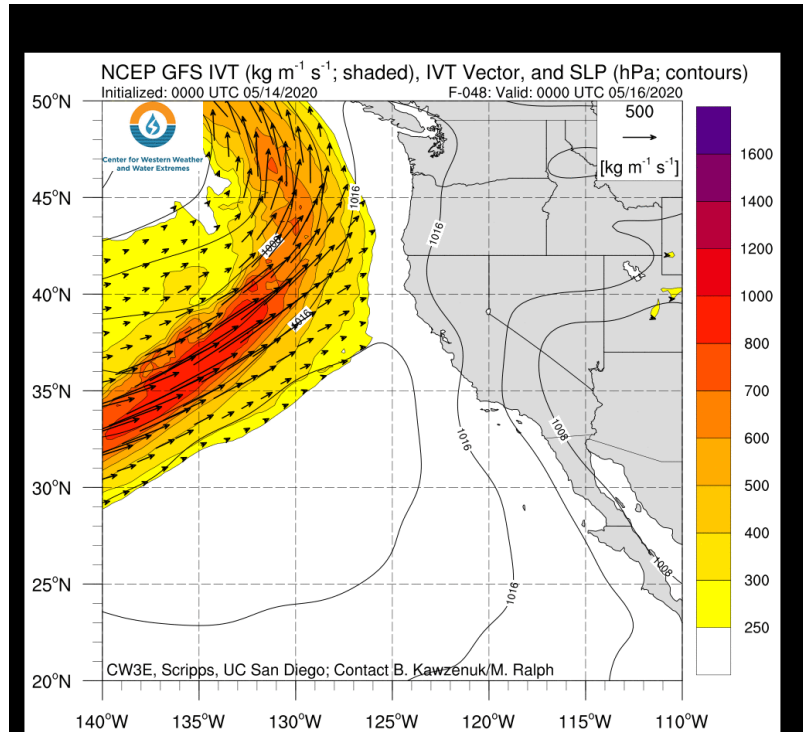 NCEP GFS IVT (kg m⁻¹ s⁻¹; shaded), IVT Vector, and SLP (hPa; contours)
Initialized: 0000 UTC 05/14/2020 F-048: Valid: 0000 UTC 05/16/2020
50°N
45°N
40°N
35°N
30°N
25°N
20°N
Center for Western Weather
and Water Extremes
500
[kg m⁻¹ s⁻¹]
1016
1016
1008
1016
1016
1008
1008
1016
CW3E, Scripps, UC San Diego; Contact B. Kawzenuk/M. Ralph
140°W 135°W 130°W 125°W 120°W 115°W 110°W
1600
1400
1200
1000
800
700
600
500
400
300
250